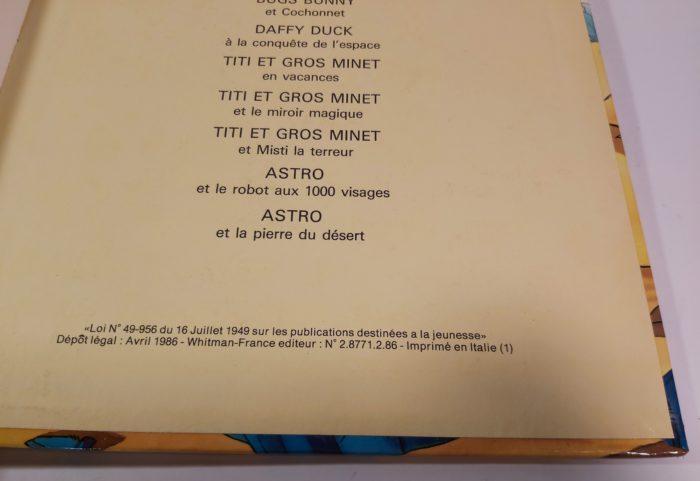 BUGS BUNNY
et Cochonnet
DAFFY DUCK
à la conquête de l'espace
TITI ET GROS MINET
en vacances
TITI ET GROS MINET
et le miroir magique
TITI ET GROS MINET
et Misti la terreur
ASTRO
et le robot aux 1000 visages
ASTRO
et la pierre du désert
«Loi N° 49-956 du 16 Juillet 1949 sur les publications destinées a la jeunesse»
Dépôt légal : Avril 1986 - Whitman-France editeur : N° 2.8771.2.86 - Imprimé en Italie (1)